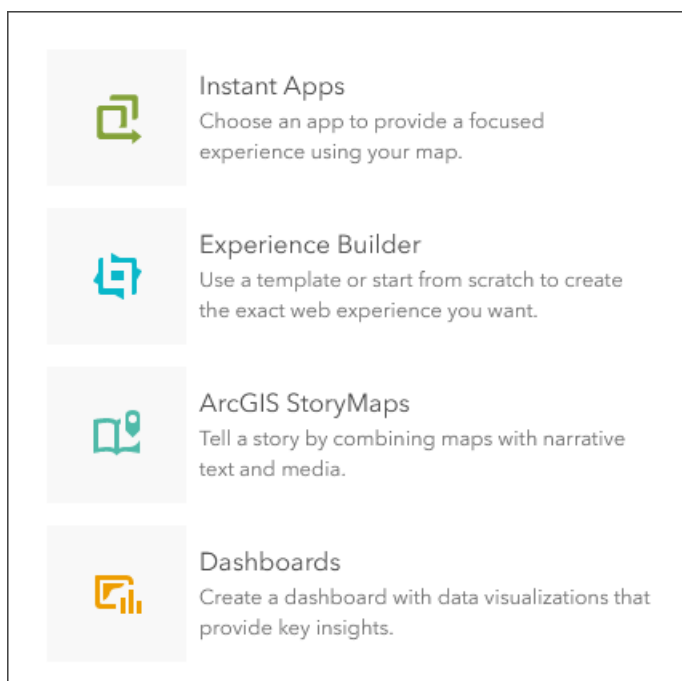 Instant Apps
Choose an app to provide a focused
experience using your map.
Experience Builder
Use a template or start from scratch to create
the exact web experience you want.
ArcGIS StoryMaps
Tell a story by combining maps with narrative
text and media.
Dashboards
Create a dashboard with data visualizations that
provide key insights.